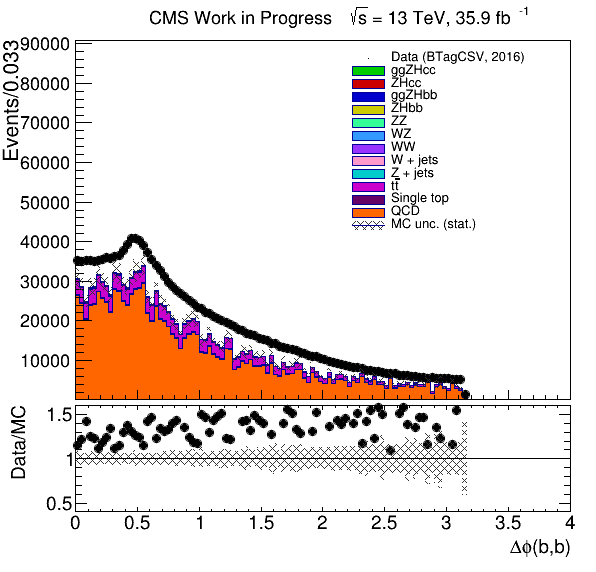 CMS Work in Progress √s = 13 TeV, 35.9 fb⁻¹
Events/0.033
90000
80000
70000
60000
50000
40000
30000
20000
10000
Data (BTagCSV, 2016)
ggZHcc
ZHcc
ggZHbb
ZHbb
ZZ
WZ
WW
W + jets
Z + jets
tt̅
Single top
QCD
MC unc. (stat.)
Data/MC
1.5
1
0.5
0 0.5 1 1.5 2 2.5 3 3.5 4
Δϕ(b,b)